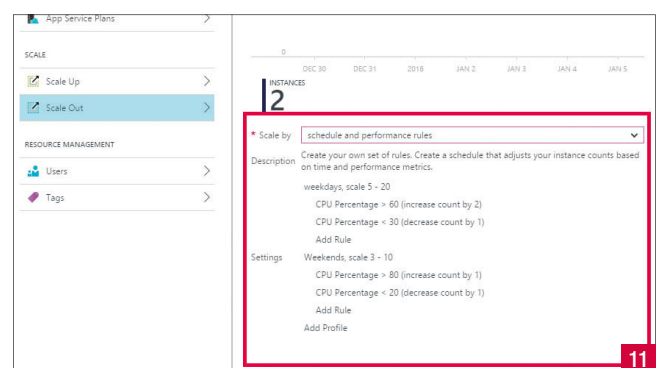 App Service Plans
SCALE
Scale Up
Scale Out
RESOURCE MANAGEMENT
Users
Tags
0
DEC 30 DEC 31 2016 JAN 2 JAN 3 JAN 4 JAN 5
INSTANCES
2
* Scale by schedule and performance rules
Description Create your own set of rules. Create a schedule that adjusts your instance counts based
on time and performance metrics.
weekdays, scale 5 - 20
CPU Percentage > 60 (increase count by 2)
CPU Percentage < 30 (decrease count by 1)
Add Rule
Settings Weekends, scale 3 - 10
CPU Percentage > 80 (increase count by 1)
CPU Percentage < 20 (decrease count by 1)
Add Rule
Add Profile
11